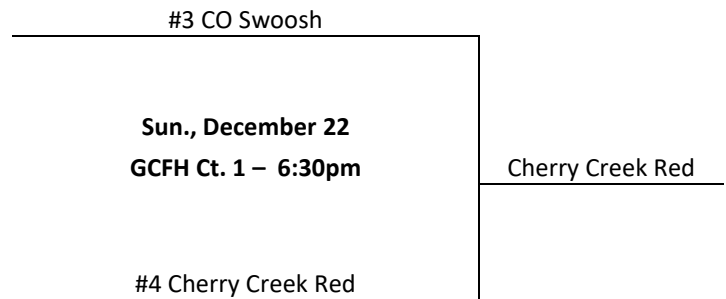 #3 CO Swoosh
Sun., December 22
GCFH Ct. 1 – 6:30pm
Cherry Creek Red
#4 Cherry Creek Red